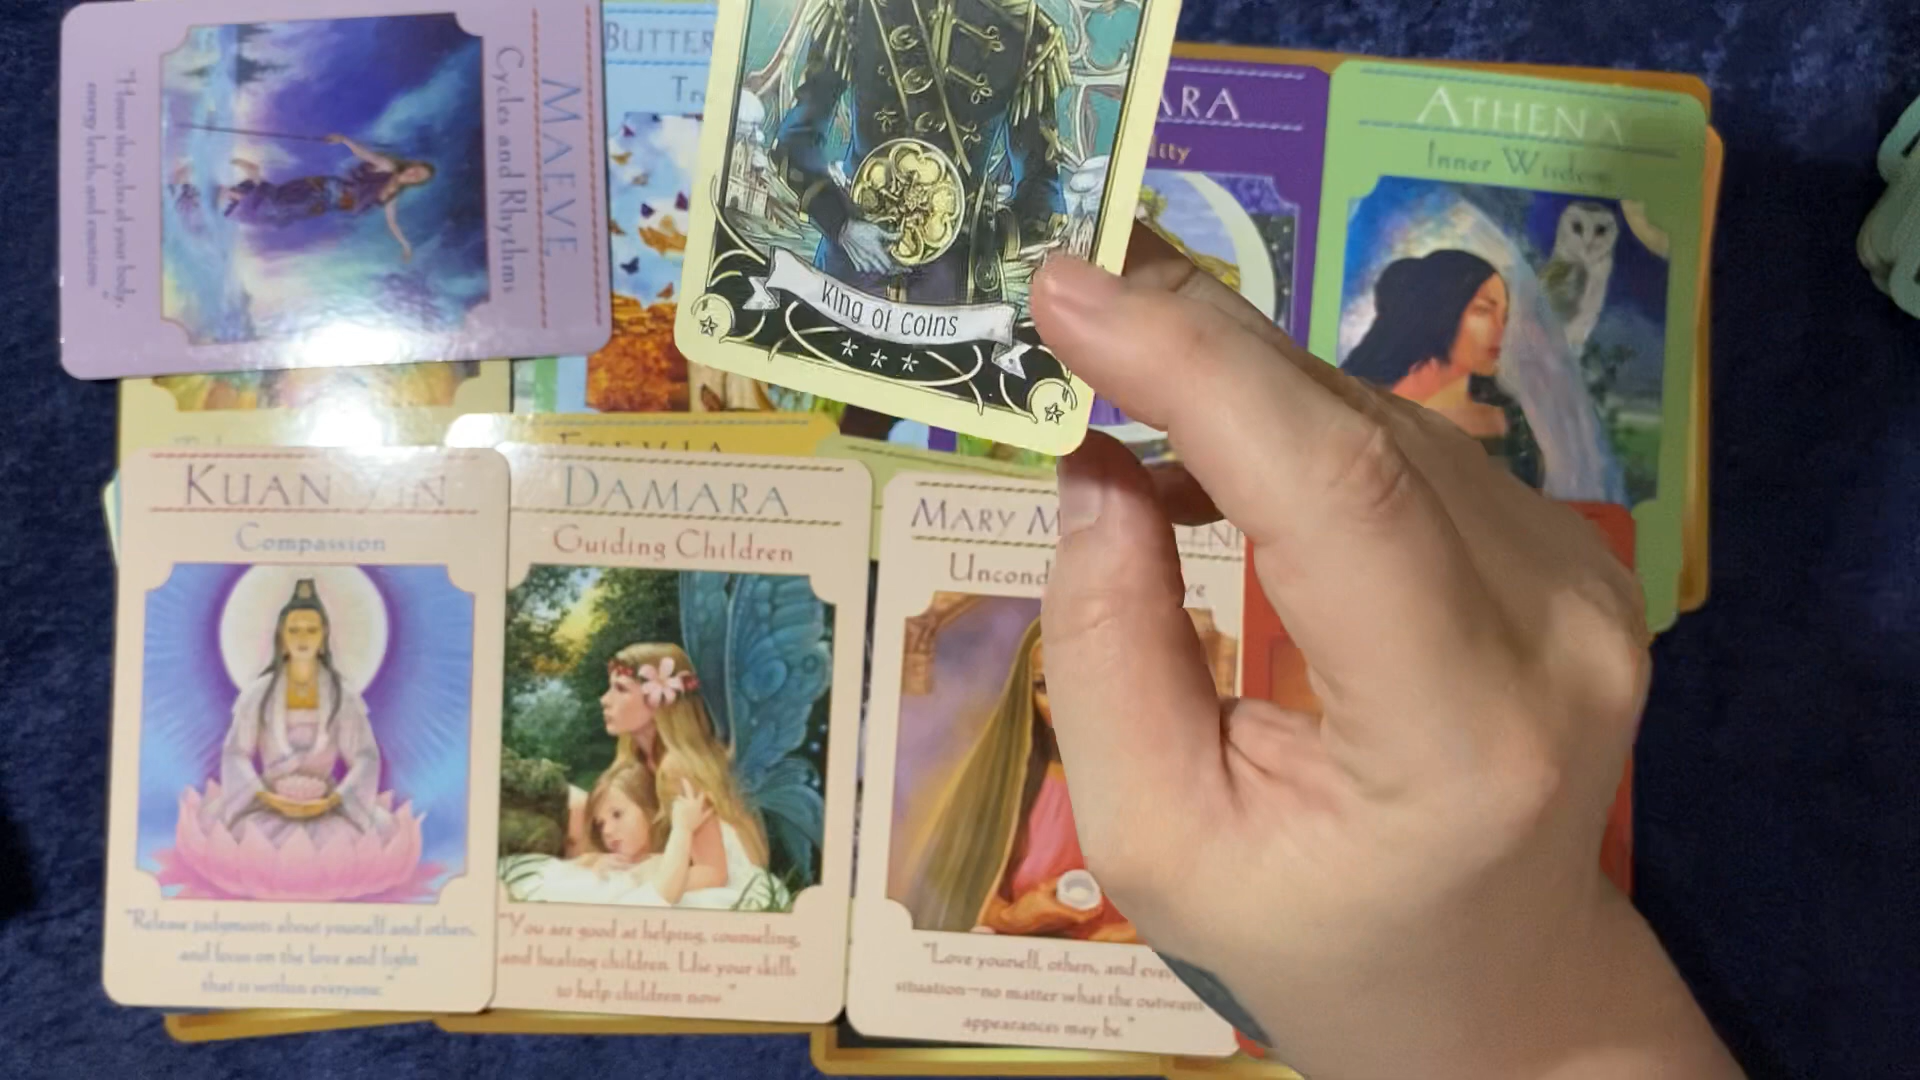 MAEVE
Cycles and Rhythms
"Honor the cycles of your body,
energy levels, and emotions."
BUTTER
Tr
King of Coins
ARA
lity
ATHENA
Inner Wisdom
KUAN YIN
Compassion
"Release judgments about yourself and others,
and focus on the love and light
that is within everyone."
DAMARA
Guiding Children
"You are good at helping, counseling,
and healing children. Use your skills
to help children now."
MARY M LEN
Uncond ve
"Love yourself, others, and every
situation—no matter what the outward
appearances may be."